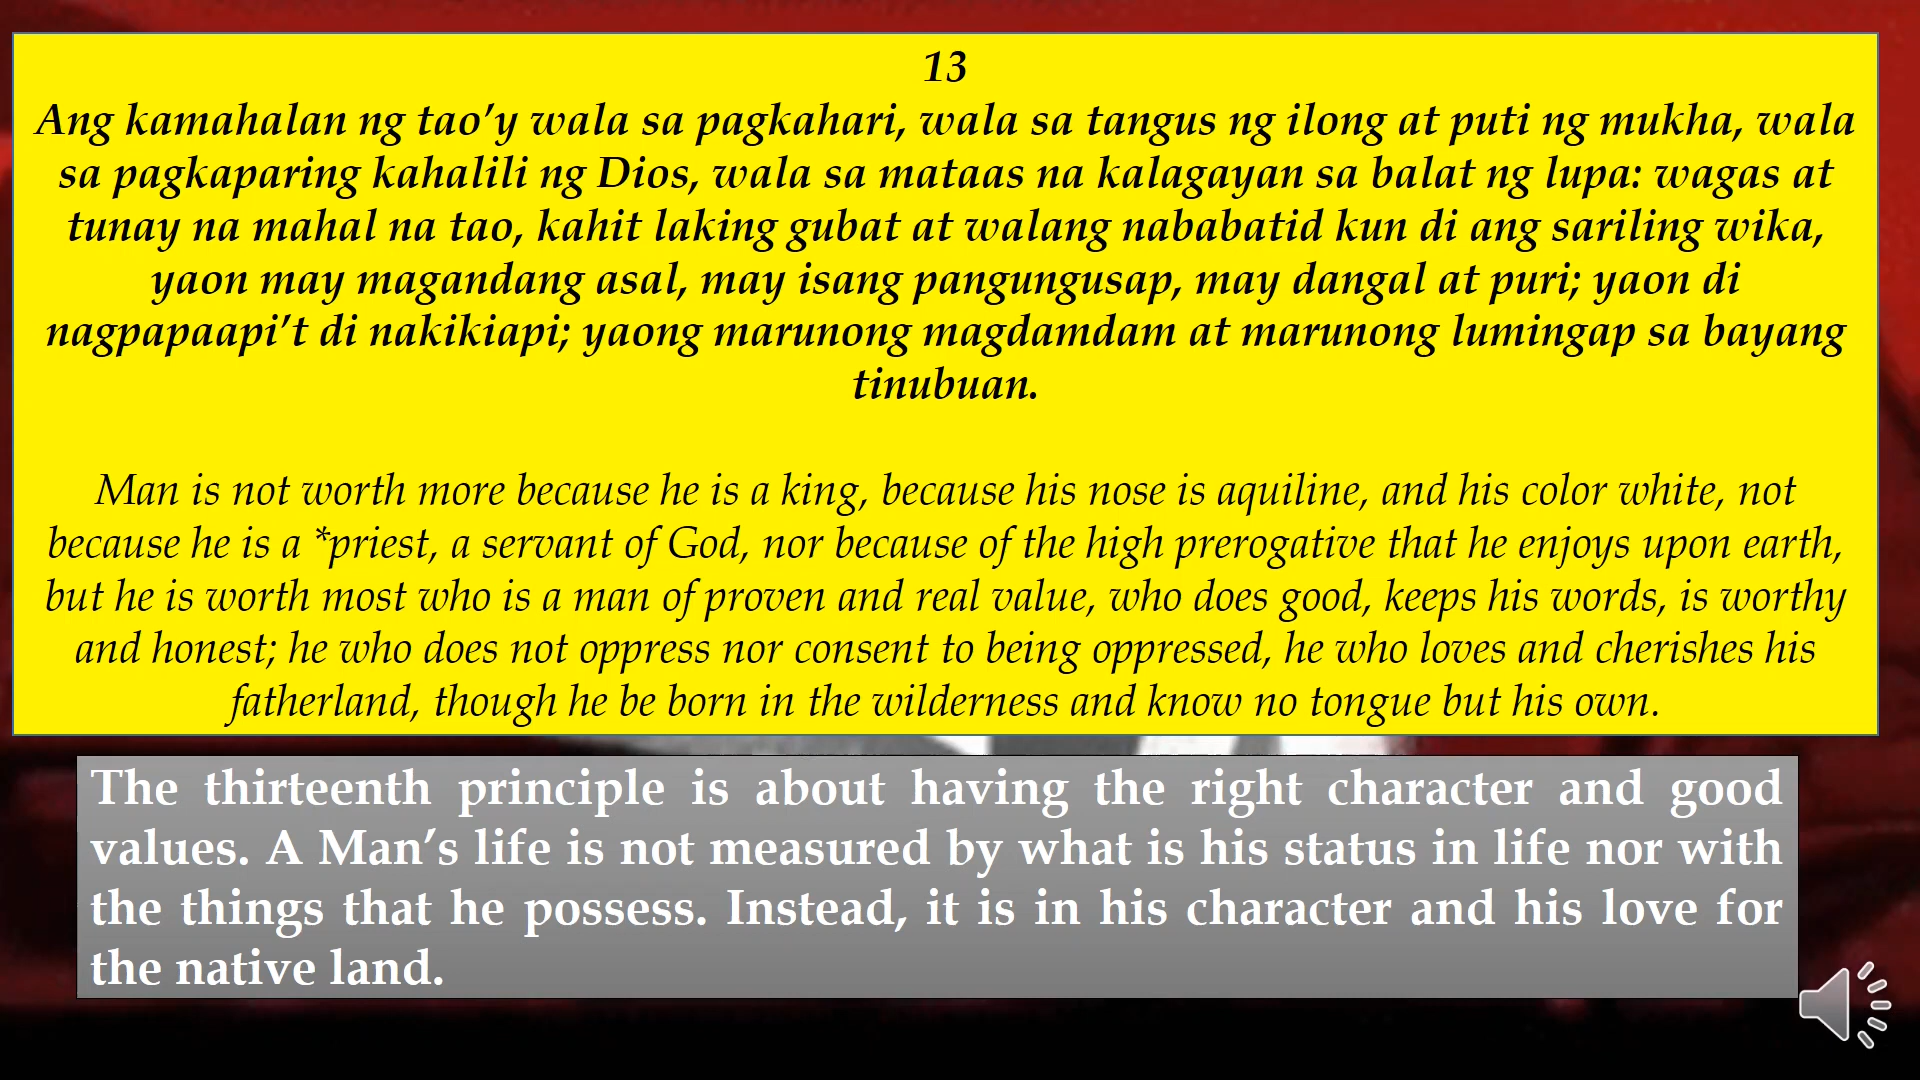 13
Ang kamahalan ng tao’y wala sa pagkahari, wala sa tangus ng ilong at puti ng mukha, wala
sa pagkaparing kahalili ng Dios, wala sa mataas na kalagayan sa balat ng lupa: wagas at
tunay na mahal na tao, kahit laking gubat at walang nababatid kun di ang sariling wika,
yaon may magandang asal, may isang pangungusap, may dangal at puri; yaon di
nagpapaapi’t di nakikiapi; yaong marunong magdamdam at marunong lumingap sa bayang
tinubuan.
Man is not worth more because he is a king, because his nose is aquiline, and his color white, not
because he is a *priest, a servant of God, nor because of the high prerogative that he enjoys upon earth,
but he is worth most who is a man of proven and real value, who does good, keeps his words, is worthy
and honest; he who does not oppress nor consent to being oppressed, he who loves and cherishes his
fatherland, though he be born in the wilderness and know no tongue but his own.
The thirteenth principle is about having the right character and good
values. A Man’s life is not measured by what is his status in life nor with
the things that he possess. Instead, it is in his character and his love for
the native land.